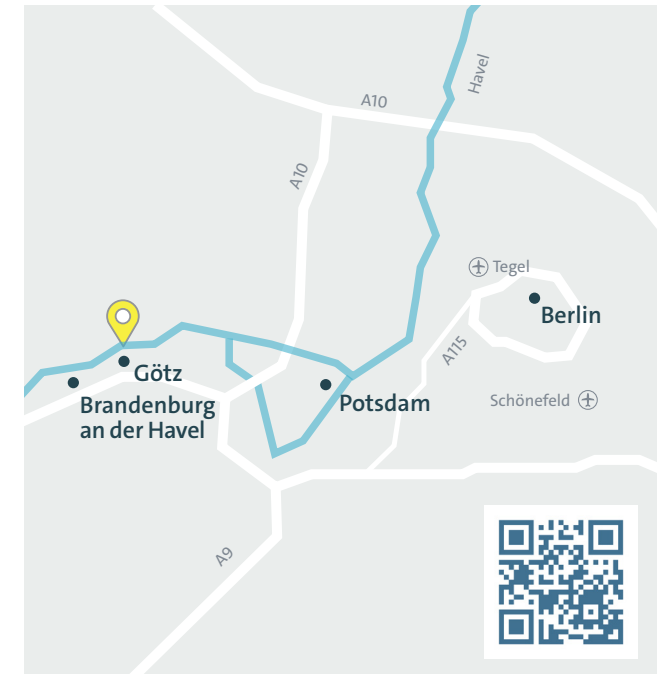 Havel
A10
A10
Tegel
Berlin
A115
Götz
Brandenburg
an der Havel
Potsdam
Schönefeld
A9